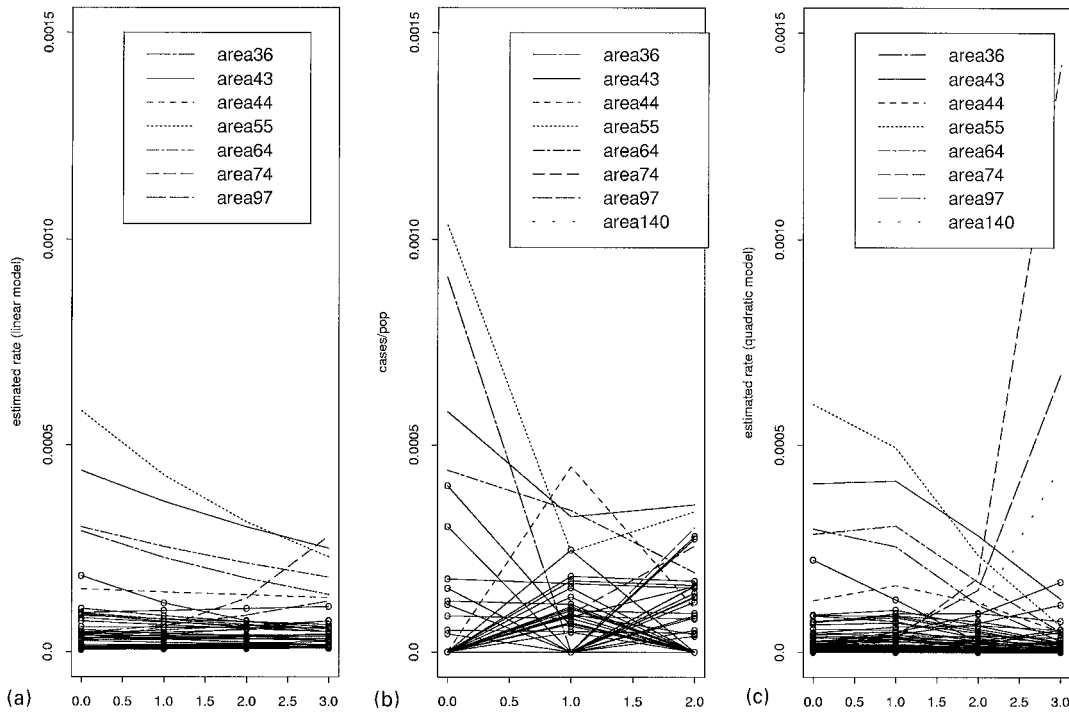 0.0015
0.0010
0.0005
0.0
estimated rate (linear model)
area36
area43
area44
area55
area64
area74
area97
(a)
0.0 0.5 1.0 1.5 2.0 2.5 3.0
0.0015
0.0010
0.0005
0.0
cases/pop
area36
area43
area44
area55
area64
area74
area97
area140
(b)
0.0 0.5 1.0 1.5 2.0
0.0015
0.0010
0.0005
0.0
estimated rate (quadratic model)
area36
area43
area44
area55
area64
area74
area97
area140
(c)
0.0 0.5 1.0 1.5 2.0 2.5 3.0